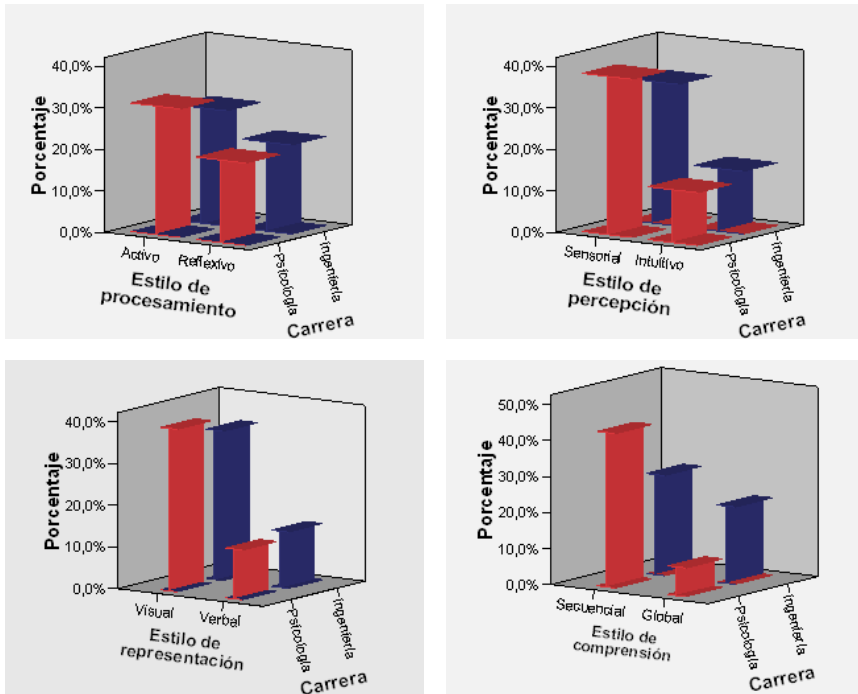 Porcentaje
40,0%
30,0%
20,0%
10,0%
0,0%
Activo
Reflexivo
Estilo de
procesamiento
Psicología
Ingeniería
Carrera
Porcentaje
40,0%
30,0%
20,0%
10,0%
0,0%
Sensorial
Intuitivo
Estilo de
percepción
Psicología
Ingeniería
Carrera
Porcentaje
40,0%
30,0%
20,0%
10,0%
0,0%
Visual
Verbal
Estilo de
representación
Psicología
Ingeniería
Carrera
Porcentaje
50,0%
40,0%
30,0%
20,0%
10,0%
0,0%
Secuencial
Global
Estilo de
comprensión
Psicología
Ingeniería
Carrera